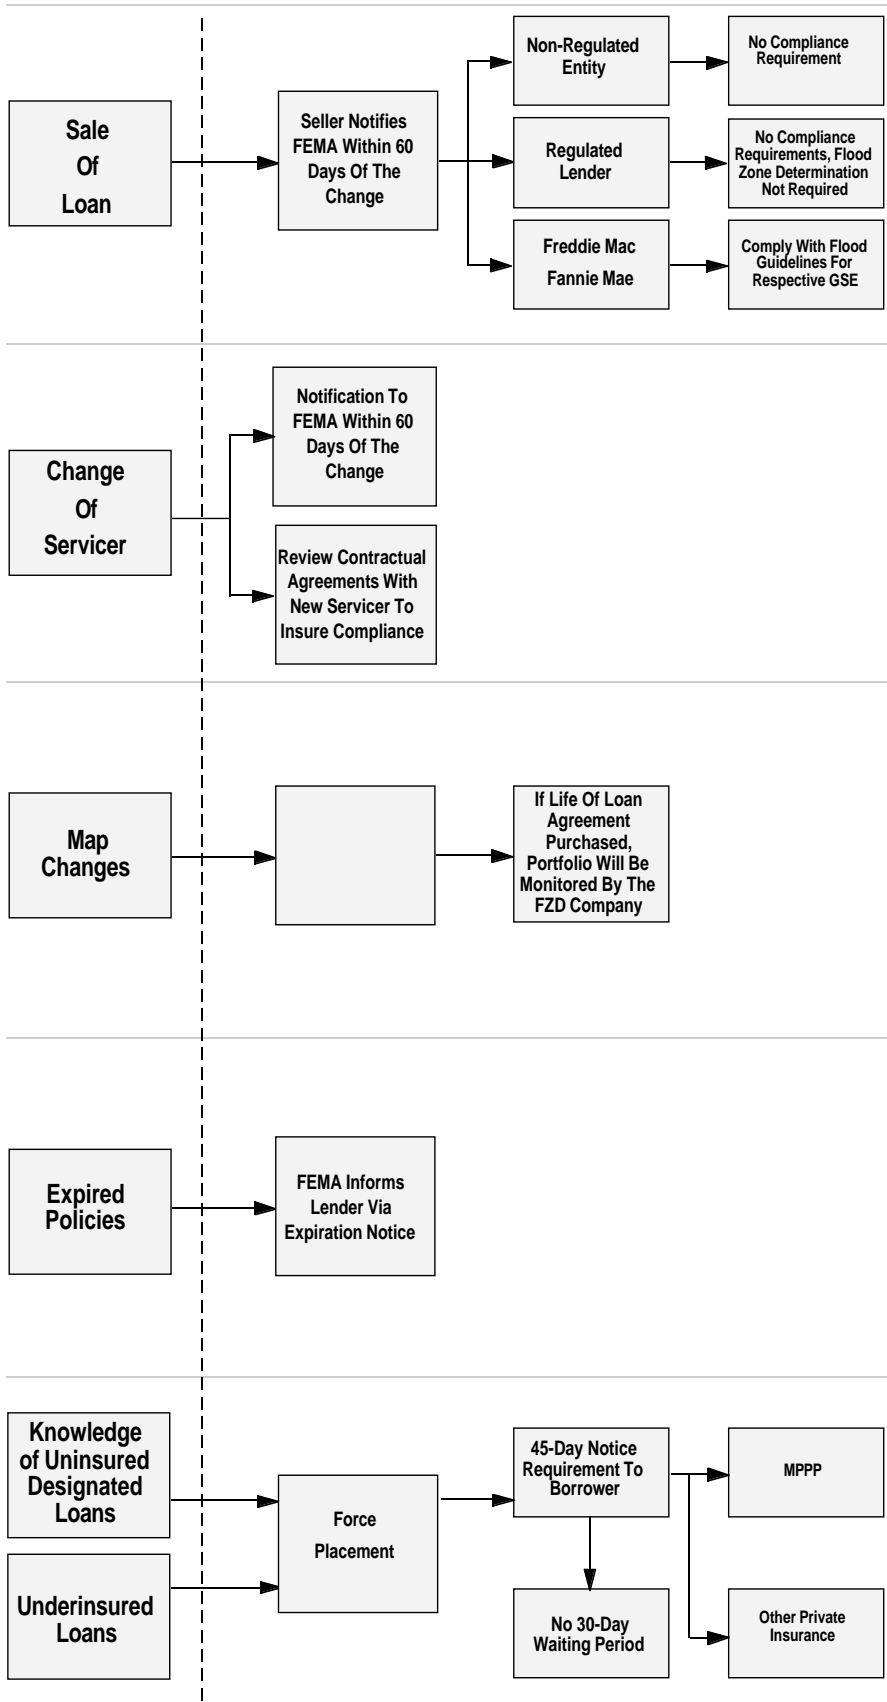 Sale
Of
Loan
Seller Notifies
FEMA Within 60
Days Of The
Change
Non-Regulated
Entity
No Compliance
Requirement
Regulated
Lender
No Compliance
Requirements, Flood
Zone Determination
Not Required
Freddie Mac
Fannie Mae
Comply With Flood
Guidelines For
Respective GSE
Change
Of
Servicer
Notification To
FEMA Within 60
Days Of The
Change
Review Contractual
Agreements With
New Servicer To
Insure Compliance
Map
Changes
If Life Of Loan
Agreement
Purchased,
Portfolio Will Be
Monitored By The
FZD Company
Expired
Policies
FEMA Informs
Lender Via
Expiration Notice
Knowledge
of Uninsured
Designated
Loans
Underinsured
Loans
Force
Placement
45-Day Notice
Requirement To
Borrower
MPPP
No 30-Day
Waiting Period
Other Private
Insurance